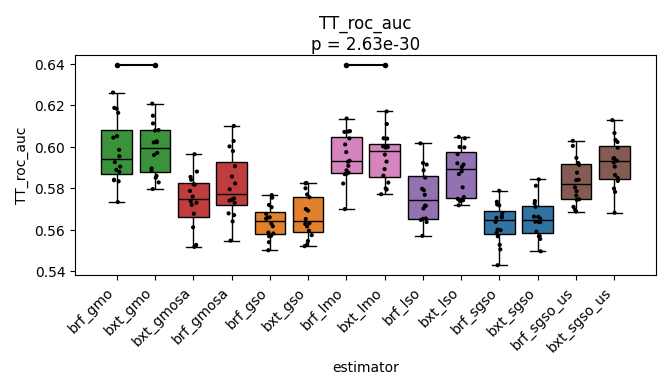 TT_roc_auc
p = 2.63e-30
TT_roc_auc
0.64
0.62
0.60
0.58
0.56
0.54
brf_gmo
bxt_gmo
bxt_gmosa
brf_gmosa
brf_gso
bxt_gso
brf_lmo
bxt_lmo
brf_lso
bxt_lso
brf_sgso
bxt_sgso
brf_sgso_us
bxt_sgso_us
estimator